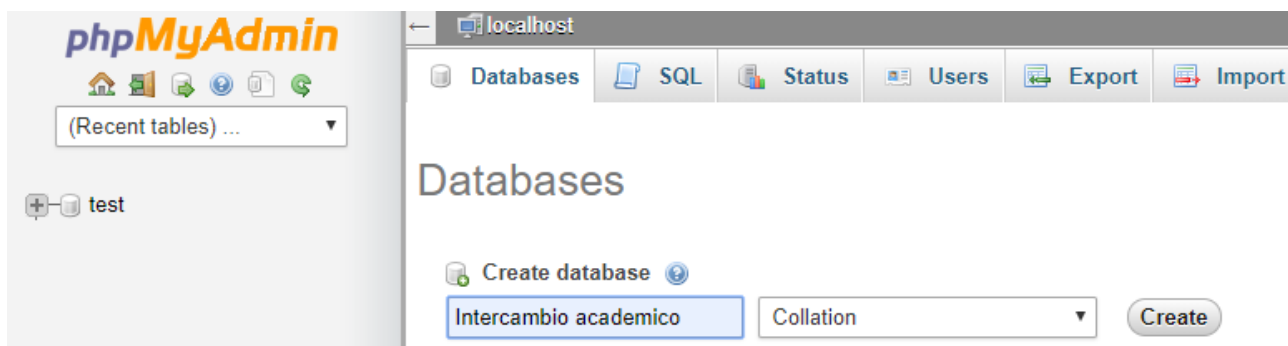 phpMyAdmin
(Recent tables) ...
test
localhost
Databases SQL Status Users Export Import
Databases
Create database
Intercambio academico Collation Create